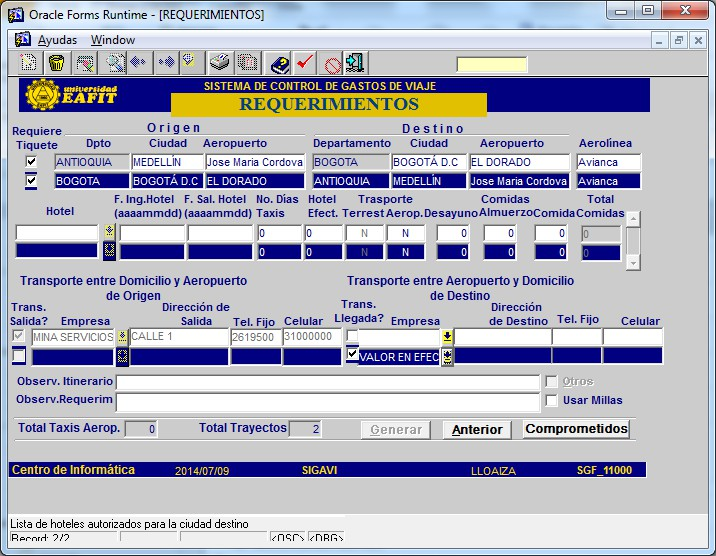 Oracle Forms Runtime - [REQUERIMIENTOS]
Ayudas Window
universidad
EAFIT
SISTEMA DE CONTROL DE GASTOS DE VIAJE
REQUERIMIENTOS
Requiere Tiquete
Origen
Destino
Dpto Ciudad Aeropuerto Departamento Ciudad Aeropuerto Aerolínea
ANTIOQUIA MEDELLÍN Jose Maria Cordova BOGOTA BOGOTÁ D.C EL DORADO Avianca
BOGOTA BOGOTÁ D.C EL DORADO ANTIOQUIA MEDELLÍN Jose Maria Cordova Avianca
Hotel F. Ing.Hotel (aaaammdd) F. Sal. Hotel (aaaammdd) No. Días Taxis Hotel Efect. Trasporte Terrest Aerop. Comidas Desayuno Almuerzo Comida Total Comidas
0 0 N N 0 0 0 0
0 0 N N 0 0 0 0
Transporte entre Domicilio y Aeropuerto de Origen
Transporte entre Aeropuerto y Domicilio de Destino
Trans. Salida? Empresa Dirección de Salida Tel. Fijo Celular Trans. Llegada? Empresa Dirección de Destino Tel. Fijo Celular
MINA SERVICIOS CALLE 1 2619500 31000000
VALOR EN EFEC
Observ. Itinerario
Otros
Observ.Requerim
Usar Millas
Total Taxis Aerop. 0 Total Trayectos 2 Generar Anterior Comprometidos
Centro de Informática 2014/07/09 SIGAVI LLOAIZA SGF_11000
Lista de hoteles autorizados para la ciudad destino
Record: 2/2 <OSC> <DBG>